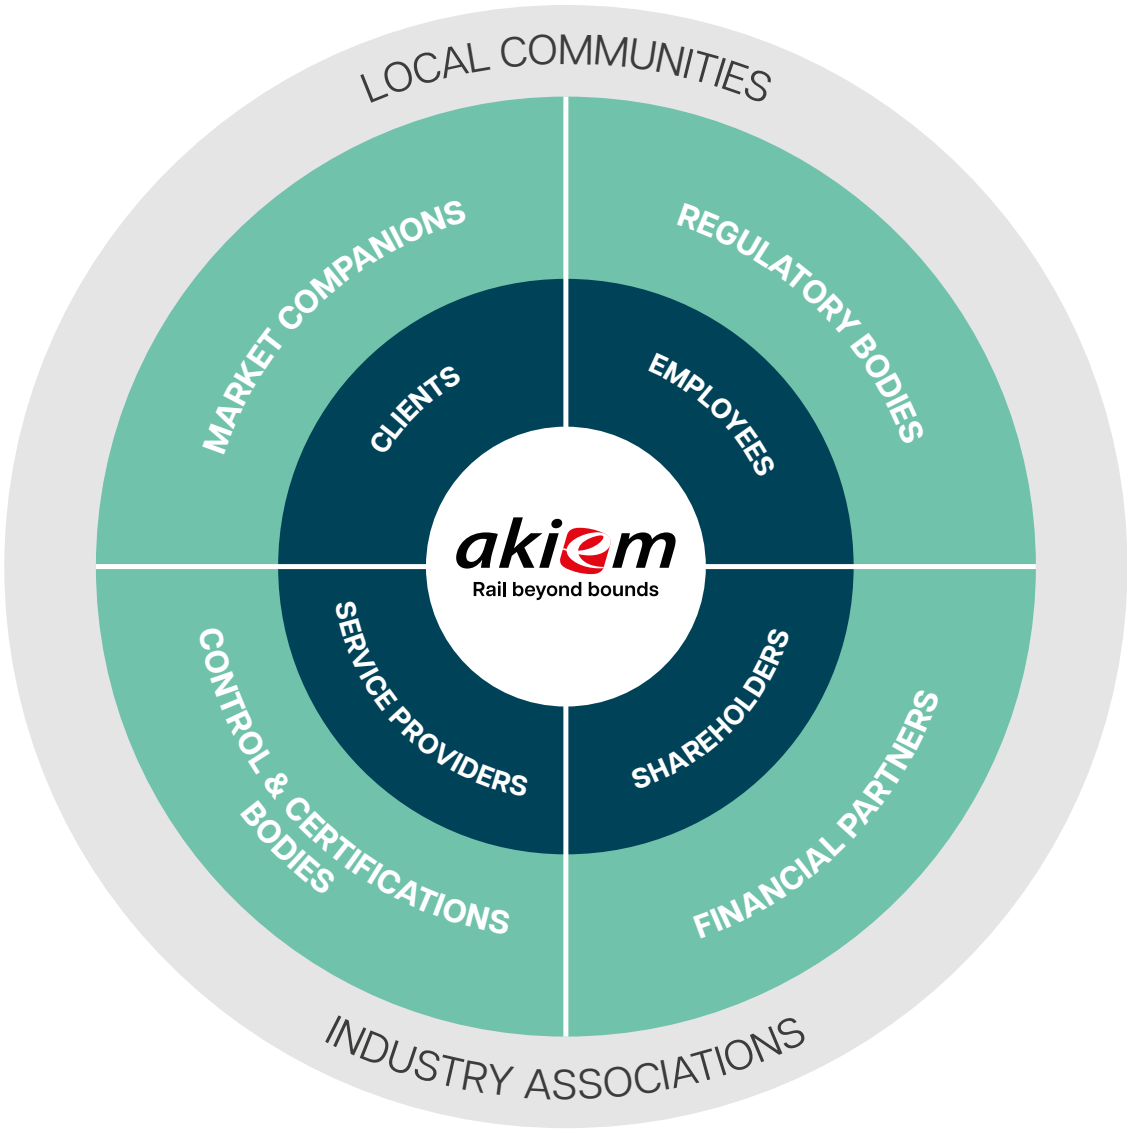 LOCAL COMMUNITIES
MARKET COMPANIONS
REGULATORY BODIES
CLIENTS
EMPLOYEES
akiem
Rail beyond bounds
SERVICE PROVIDERS
SHAREHOLDERS
CONTROL & CERTIFICATIONS
BODIES
FINANCIAL PARTNERS
INDUSTRY ASSOCIATIONS